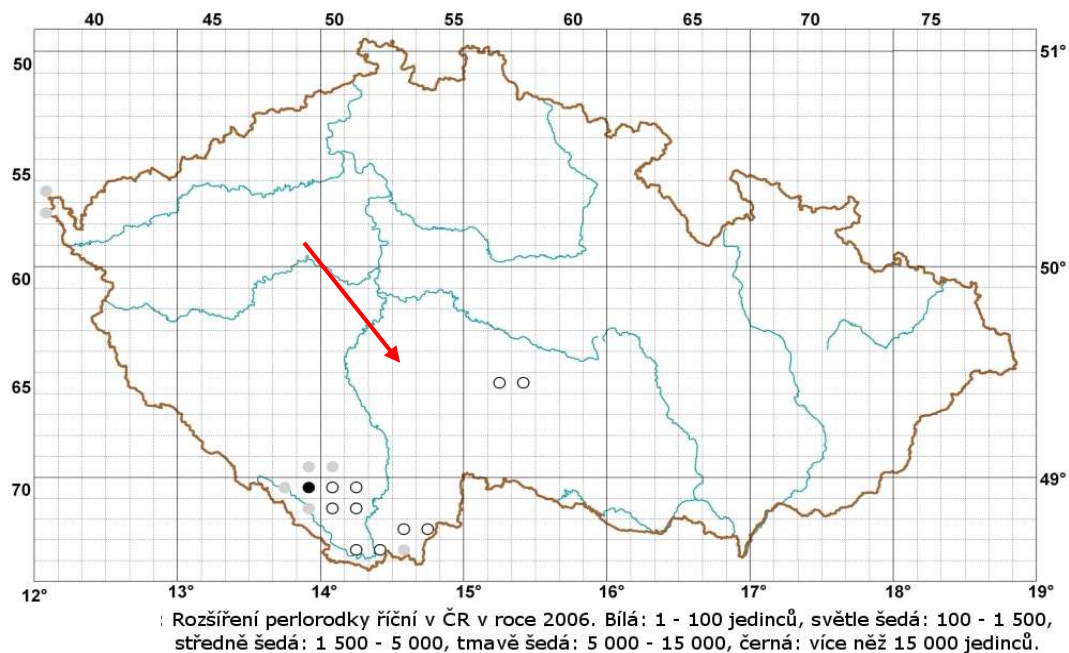 40 45 50 55 60 65 70 75
50
51°
55
60
50°
65
70
49°
13° 14° 15° 16° 17° 18°
12° 19°
: Rozšíření perlorodky říční v ČR v roce 2006. Bílá: 1 - 100 jedinců, světle šedá: 100 - 1 500,
středně šedá: 1 500 - 5 000, tmavě šedá: 5 000 - 15 000, černá: více něž 15 000 jedinců.